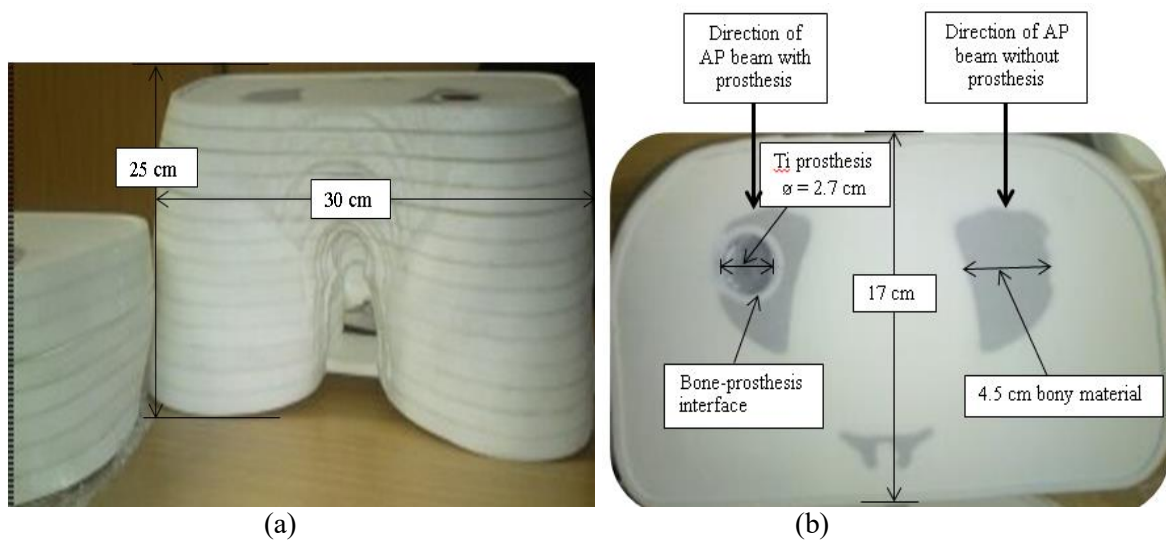 25 cm
30 cm
(a)
Direction of
AP beam with
prosthesis
Direction of AP
beam without
prosthesis
Ti prosthesis
ø = 2.7 cm
17 cm
Bone-prosthesis
interface
4.5 cm bony material
(b)